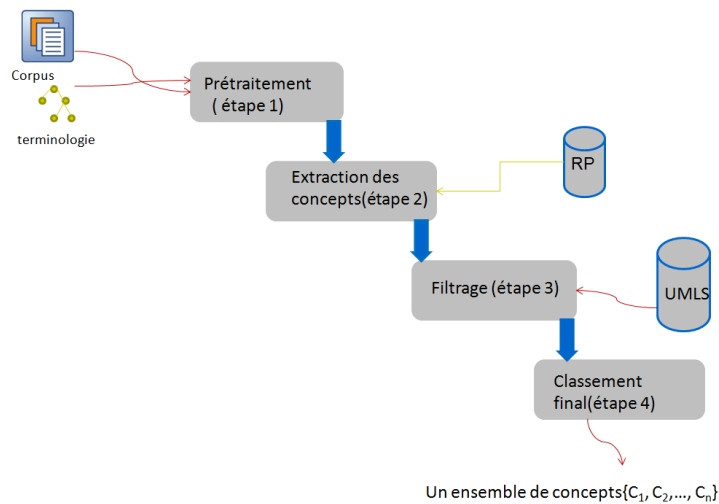 Corpus
terminologie
Prétraitement
( étape 1)
Extraction des
concepts(étape 2)
RP
Filtrage (étape 3)
UMLS
Classement
final(étape 4)
Un ensemble de concepts{C1, C2,..., Cn}